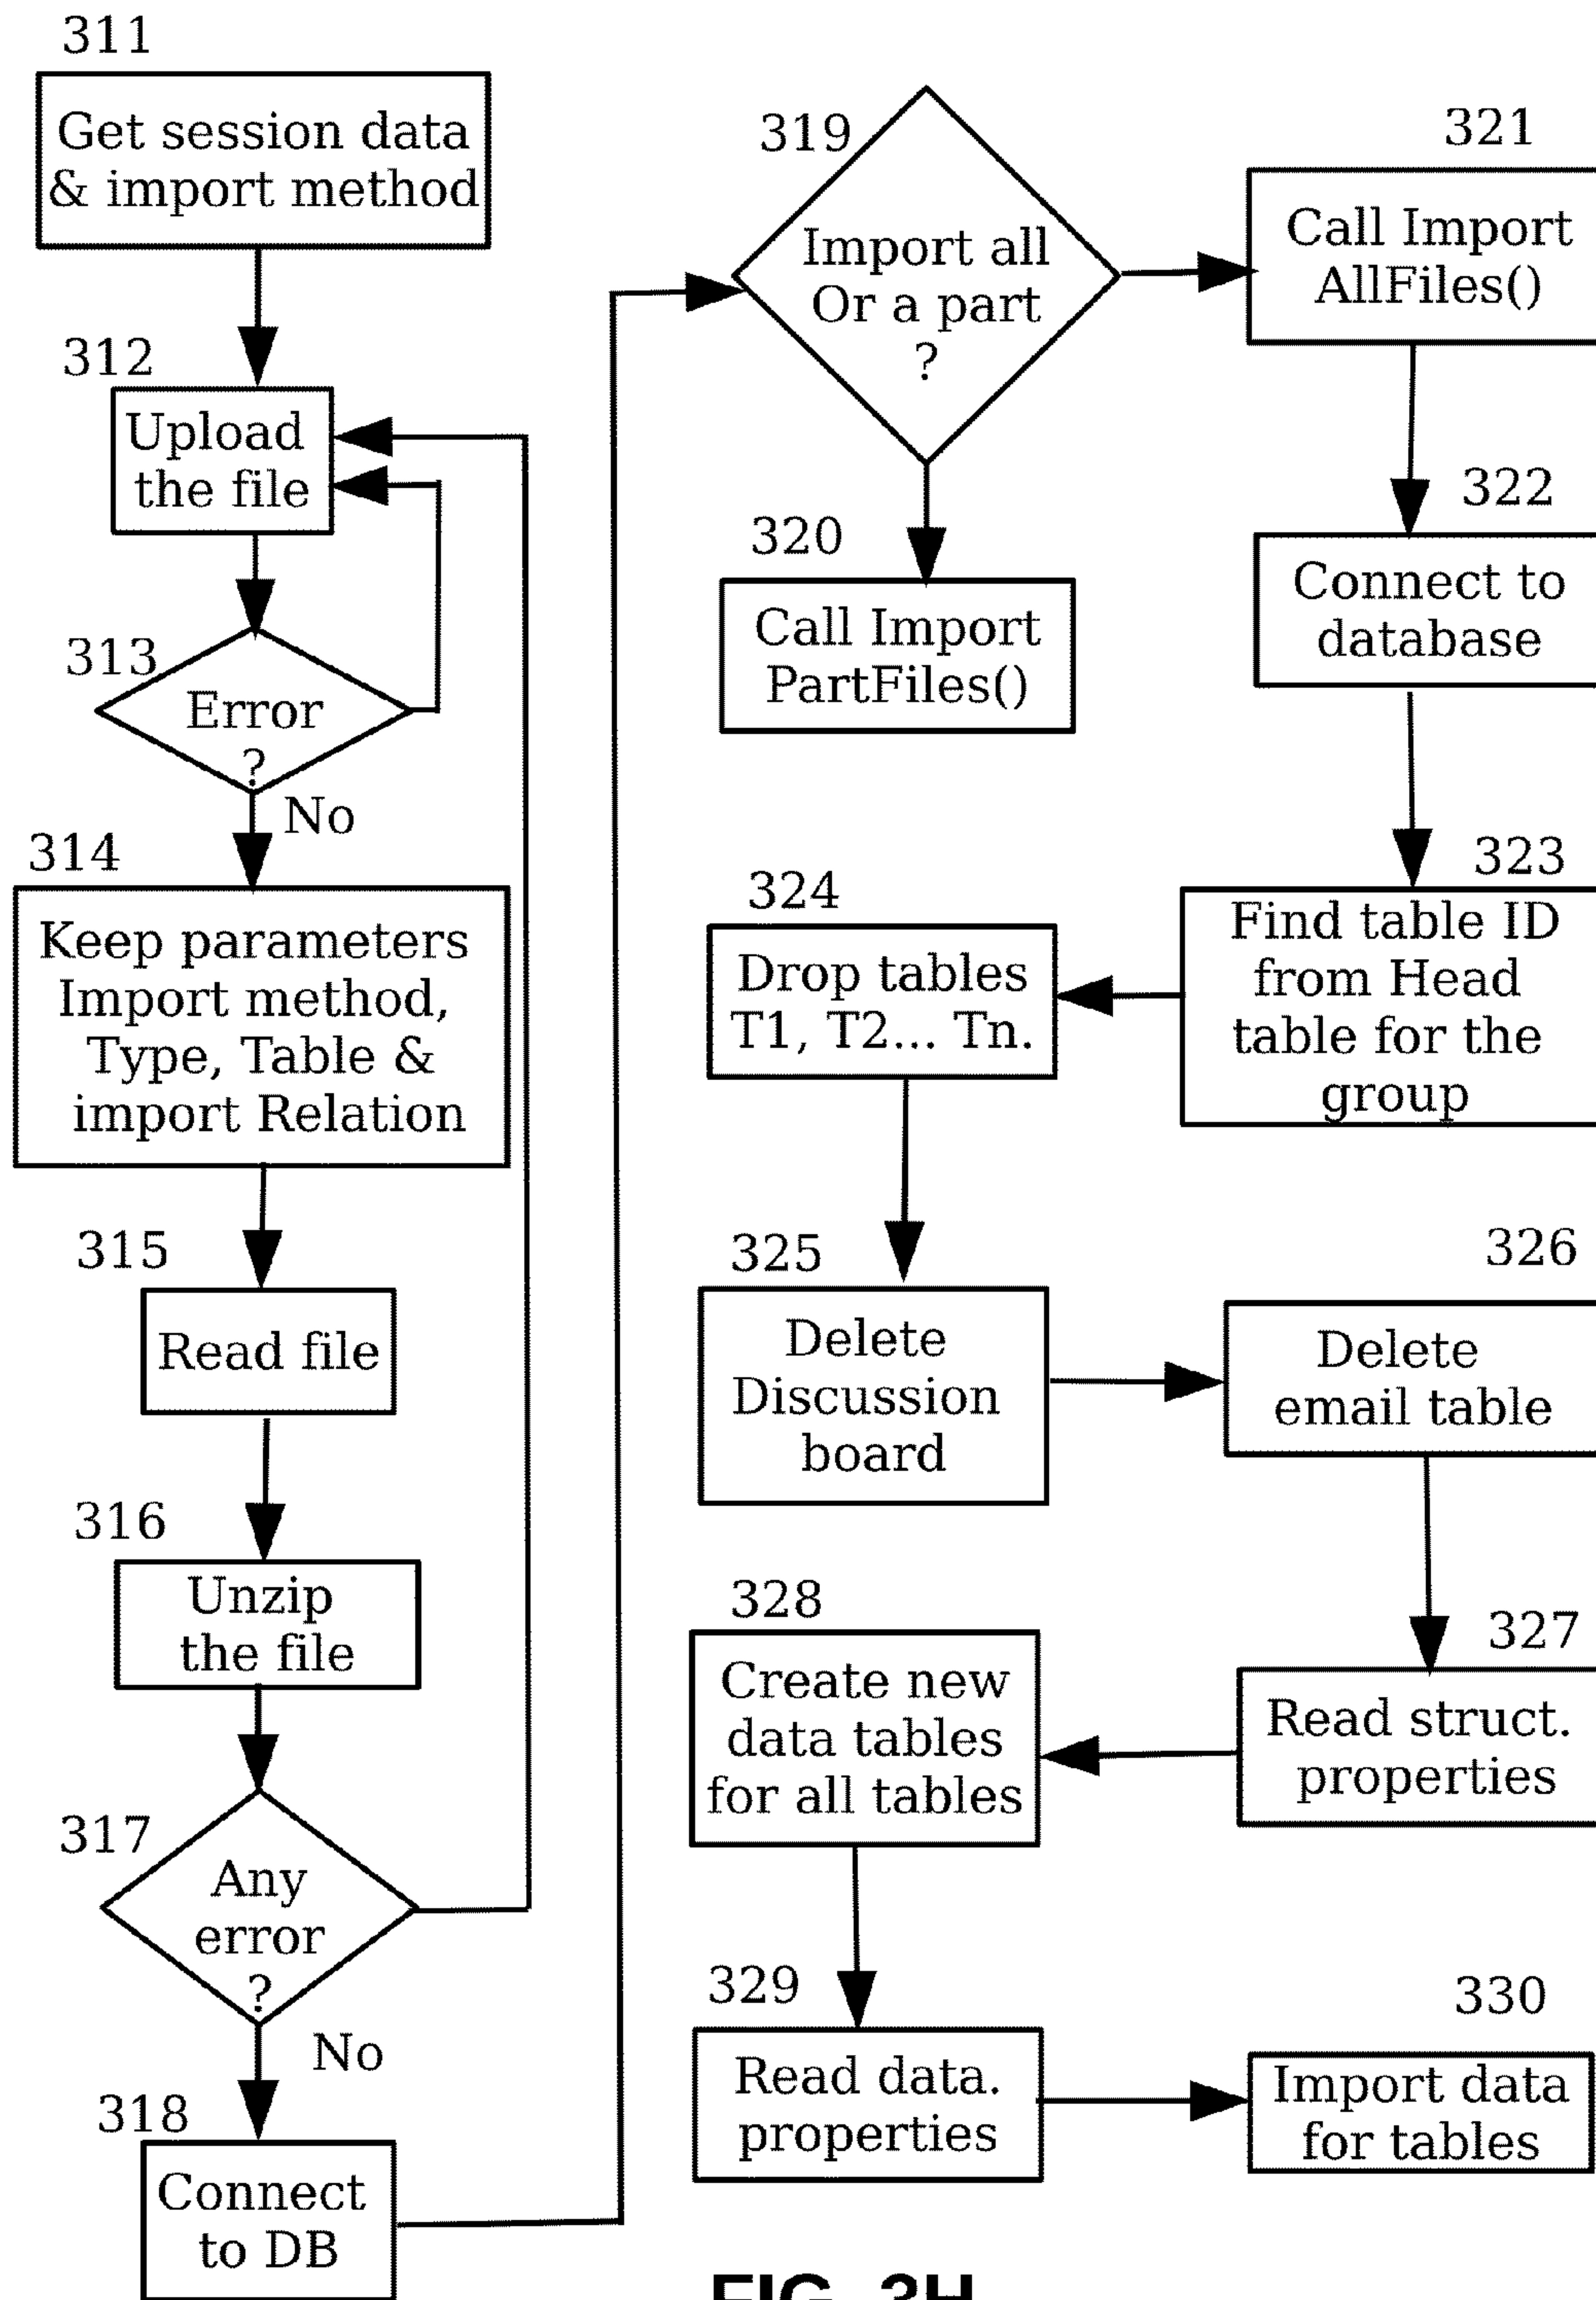 311
Get session data
& import method
312
Upload
the file
313
Error
?
No
314
Keep parameters
Import method,
Type, Table &
import Relation
315
Read file
316
Unzip
the file
317
Any
error
?
No
318
Connect
to DB
319
Import all
Or a part
?
320
Call Import
PartFiles()
321
Call Import
AllFiles()
322
Connect to
database
323
Find table ID
from Head
table for the
group
324
Drop tables
T1, T2... Tn.
325
Delete
Discussion
board
326
Delete
email table
327
Read struct.
properties
328
Create new
data tables
for all tables
329
Read data.
properties
330
Import data
for tables
FIG. 3H